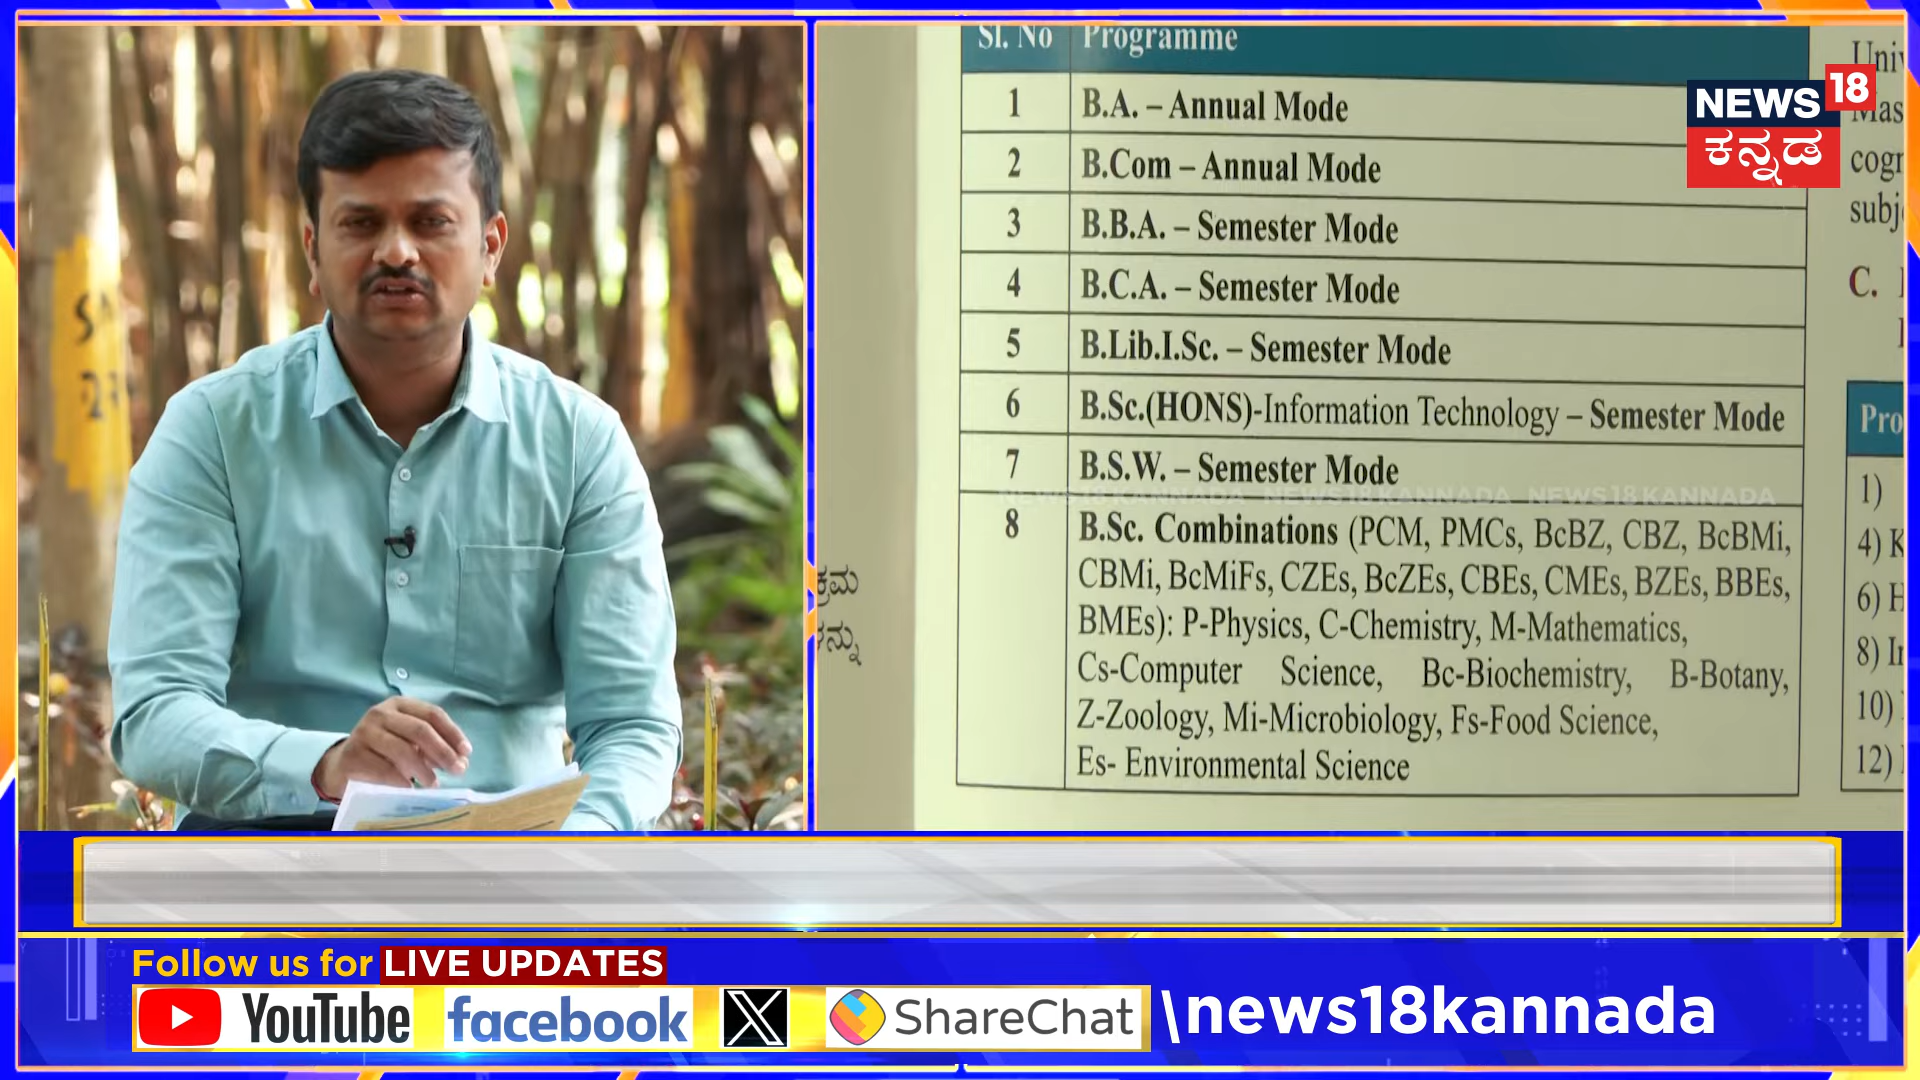 Sl. No Programme
1 B.A. – Annual Mode
2 B.Com – Annual Mode
3 B.B.A. – Semester Mode
4 B.C.A. – Semester Mode
5 B.Lib.I.Sc. – Semester Mode
6 B.Sc.(HONS)-Information Technology – Semester Mode
7 B.S.W. – Semester Mode
8 B.Sc. Combinations (PCM, PMCs, BcBZ, CBZ, BcBMi,
CBMi, BcMiFs, CZEs, BcZEs, CBEs, CMEs, BZEs, BBEs,
BMEs): P-Physics, C-Chemistry, M-Mathematics,
Cs-Computer Science, Bc-Biochemistry, B-Botany,
Z-Zoology, Mi-Microbiology, Fs-Food Science,
Es- Environmental Science
NEWS18KANNADA NEWS18KANNADA NEWS18KANNADA
NEWS 18
ಕನ್ನಡ
C.
Pro
1)
4) K
6) H
8) In
10)
12)
Follow us for LIVE UPDATES
YouTube facebook X ShareChat \news18kannada